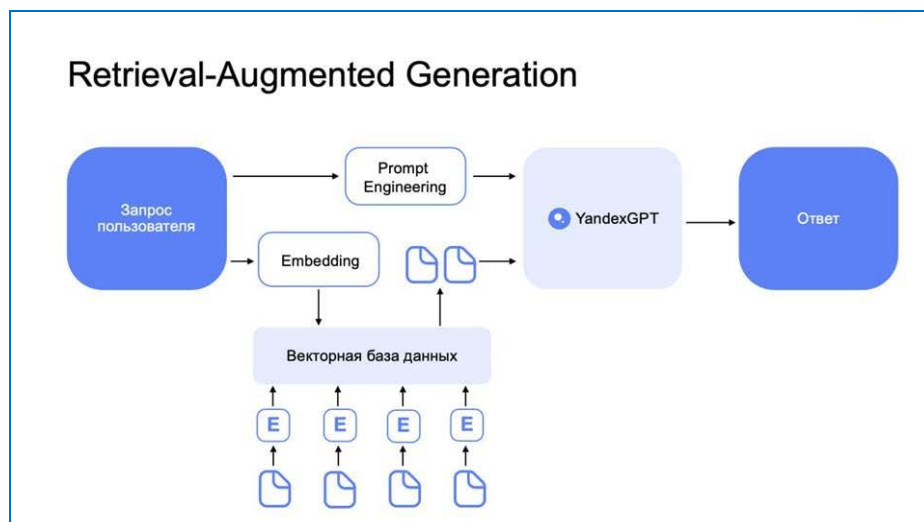 Retrieval-Augmented Generation
Запрос
пользователя
Prompt
Engineering
YandexGPT
Ответ
Embedding
Векторная база данных
E
E
E
E